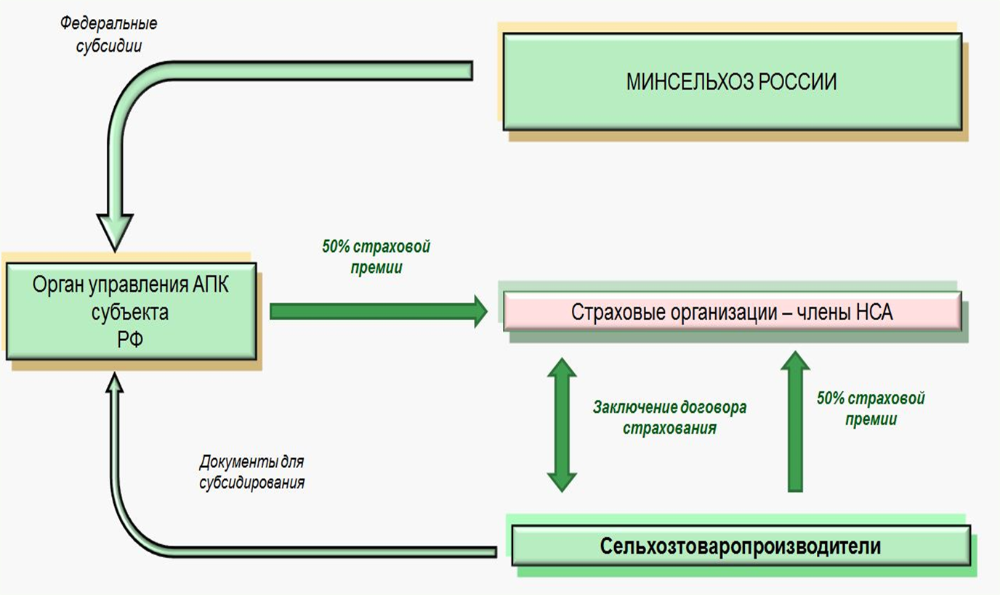 Федеральные
субсидии
МИНСЕЛЬХОЗ РОССИИ
50% страховой
премии
Орган управления АПК
субъекта
РФ
Страховые организации – члены НСА
Заключение договора
страхования
50% страховой
премии
Документы для
субсидирования
Сельхозтоваропроизводители